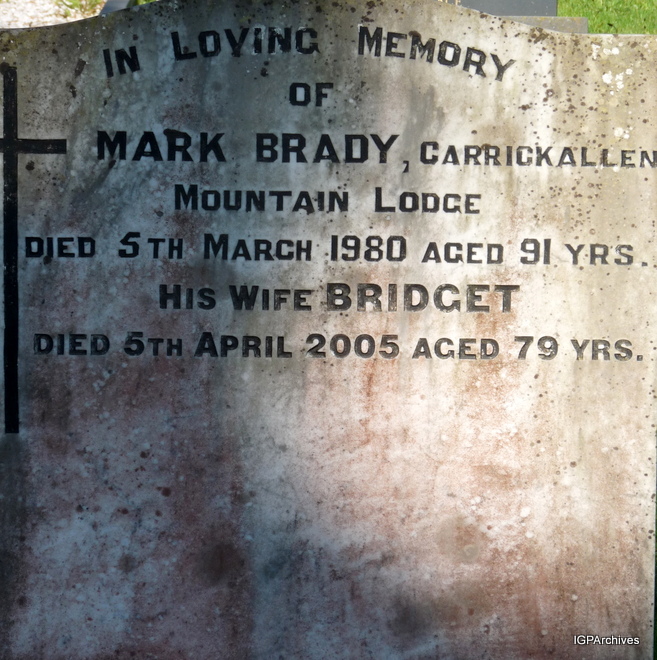 IN LOVING MEMORY
OF
MARK BRADY, CARRICKALLEN
MOUNTAIN LODGE
DIED 5TH MARCH 1980 AGED 91 YRS.
HIS WIFE BRIDGET
DIED 5TH APRIL 2005 AGED 79 YRS.
IGPArchives